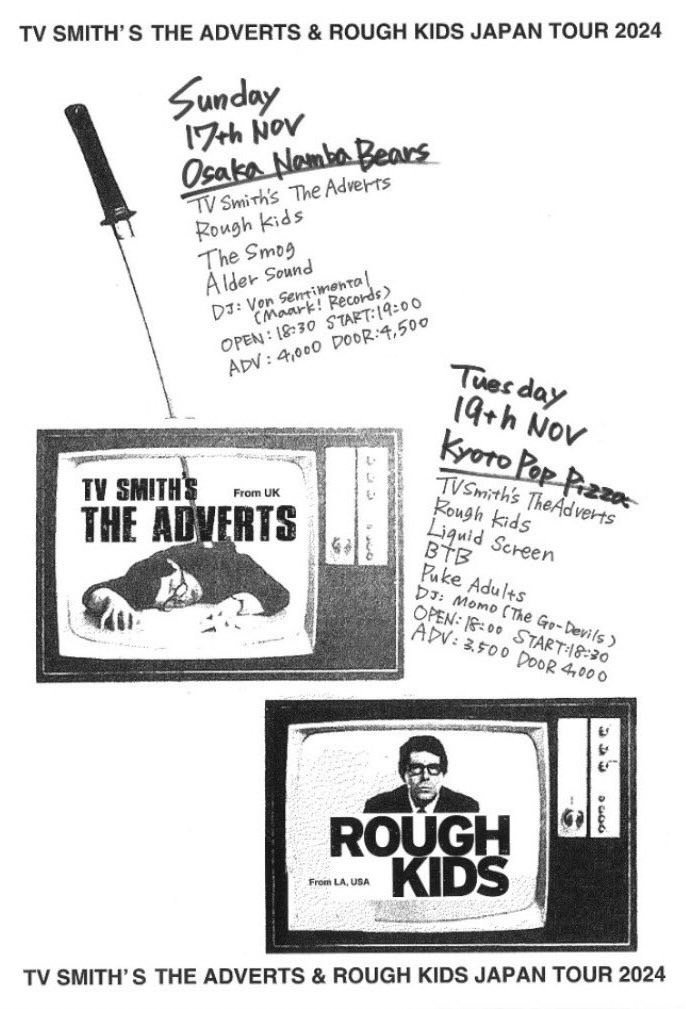 TV SMITH'S THE ADVERTS & ROUGH KIDS JAPAN TOUR 2024
Sunday
17th NOV
Osaka Namba Bears
TV Smith's The Adverts
Rough Kids
The Smog
Alder Sound
DJ: Von Sentimental
(Maark! Records)
OPEN: 18:30 START: 19:00
ADV: 4,000 DOOR: 4,500
Tuesday
19th NOV
Kyoto Pop Pizza
TV Smith's The Adverts
Rough Kids
Liquid Screen
BTB
Puke Adults
DJ: Momo (The Go-Devils)
OPEN: 18:00 START: 18:30
ADV: 3.500 DOOR 4,000
TV SMITH'S
From UK
THE ADVERTS
ROUGH
From LA, USA
KIDS
TV SMITH'S THE ADVERTS & ROUGH KIDS JAPAN TOUR 2024